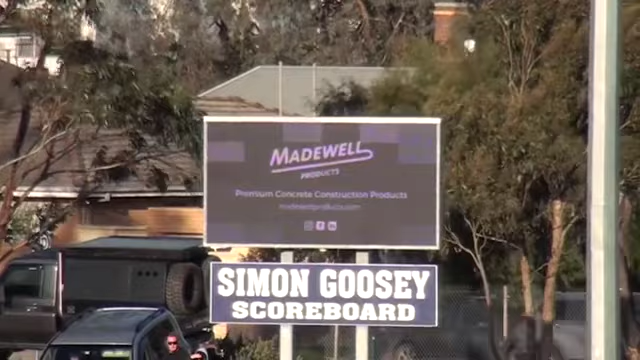 MADEWELL
PRODUCTS
Premium Concrete Construction Products
SIMON GOOSEY
SCOREBOARD